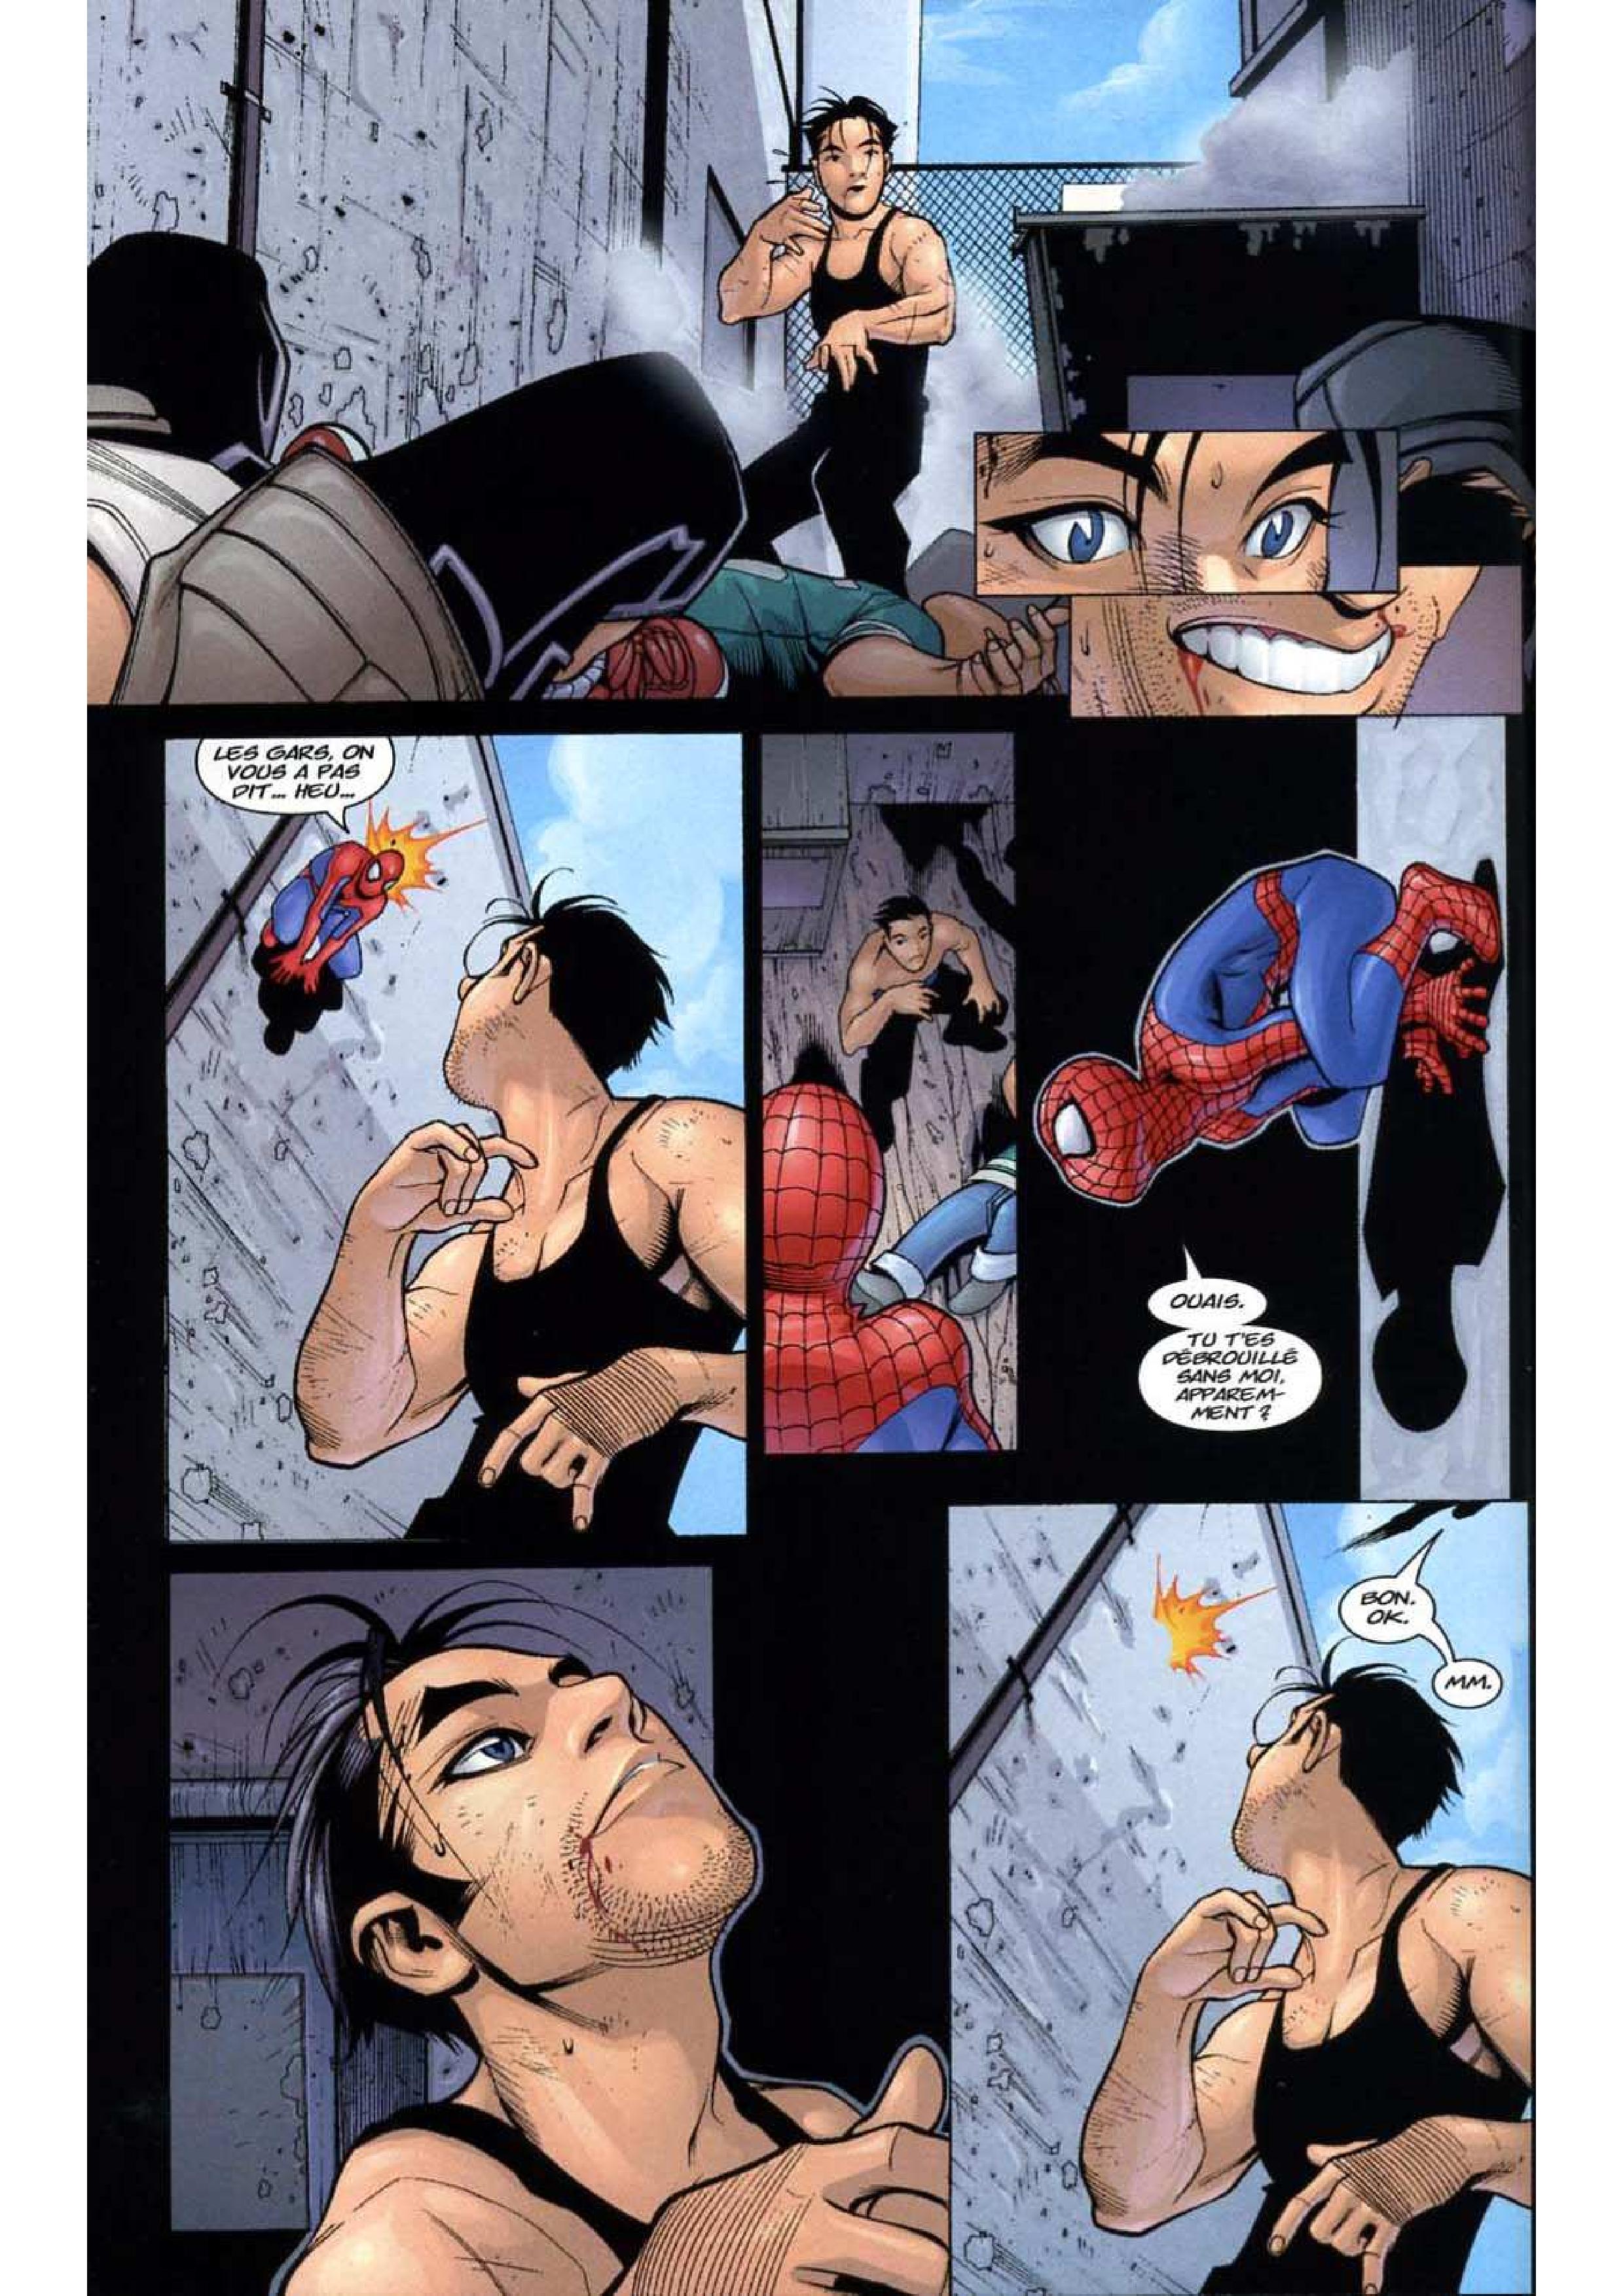 LES GARS, ON
VOUS A PAS
DIT... HEU...
OUAIS.
TU T'ES
DÉBROUILLÉ
SANS MOI,
APPAREM-
MENT ?
BON.
OK.
MM.